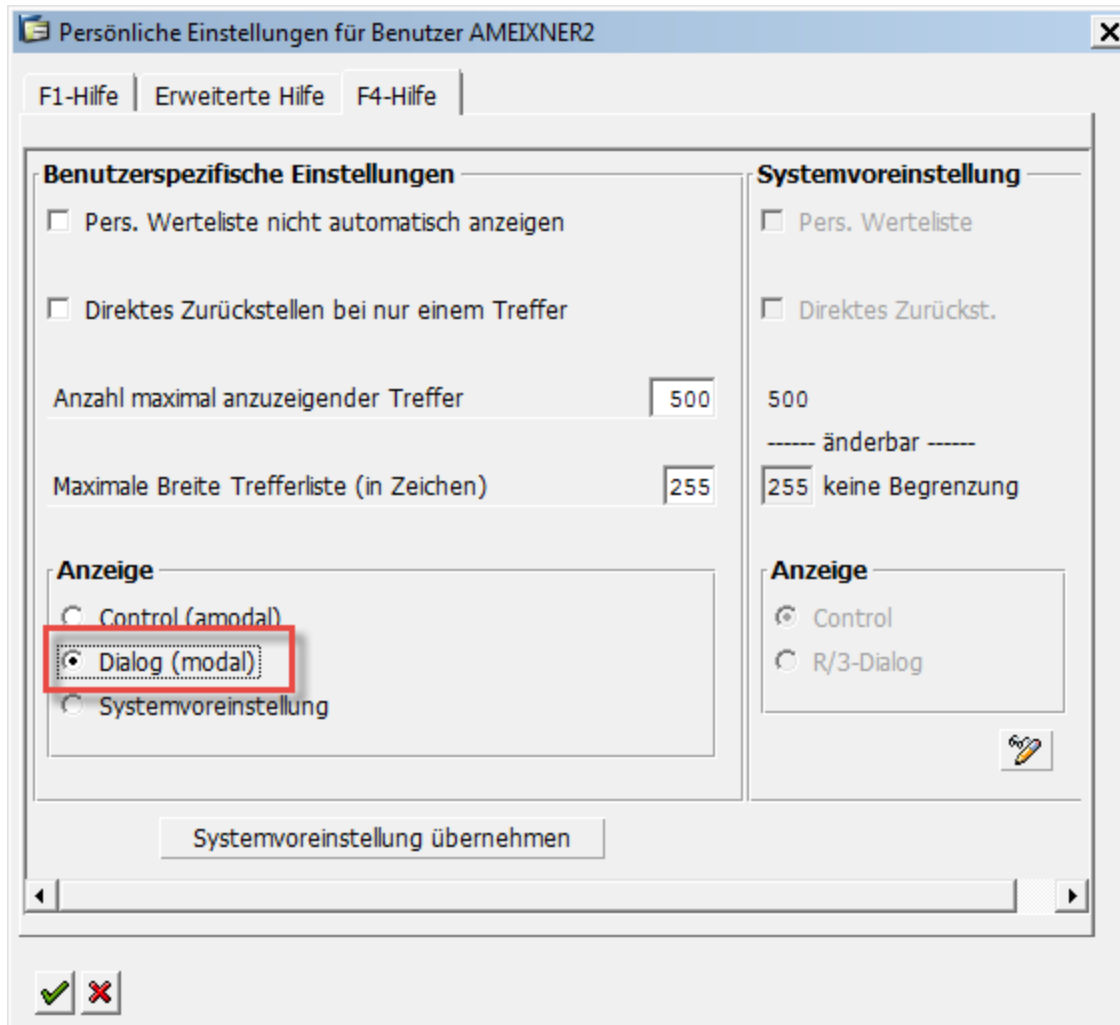 Persönliche Einstellungen für Benutzer AMEIXNER2
F1-Hilfe Erweiterte Hilfe F4-Hilfe
Benutzerspezifische Einstellungen
Pers. Werteliste nicht automatisch anzeigen
Direktes Zurückstellen bei nur einem Treffer
Anzahl maximal anzuzeigender Treffer 500
Maximale Breite Trefferliste (in Zeichen) 255
Anzeige
Control (amodal)
Dialog (modal)
Systemvoreinstellung
Systemvoreinstellung
Pers. Werteliste
Direktes Zurückst.
500
------ änderbar ------
255 keine Begrenzung
Anzeige
Control
R/3-Dialog
Systemvoreinstellung übernehmen